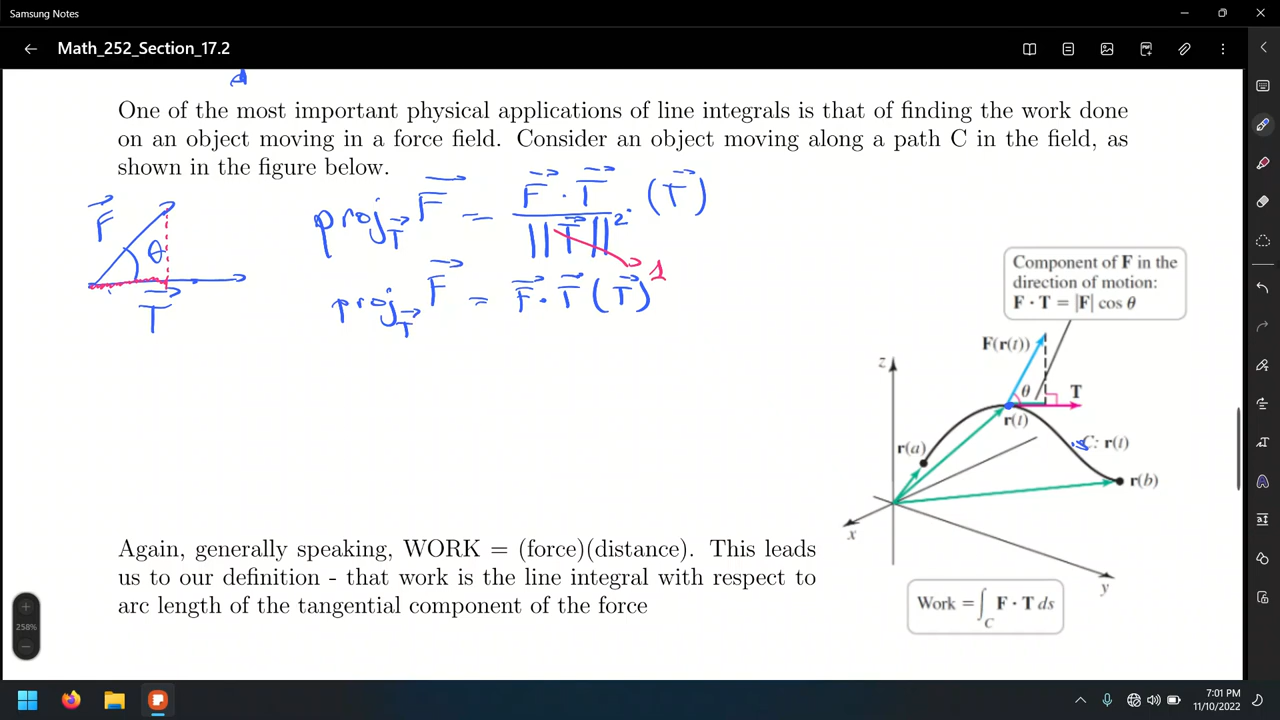 Samsung Notes
Math_252_Section_17.2
One of the most important physical applications of line integrals is that of finding the work done
on an object moving in a force field. Consider an object moving along a path C in the field, as
shown in the figure below.
F
θ
T
proj_T F = F · T / ||T||² · (T)
1
proj_T F = F · T (T)
Component of F in the
direction of motion:
F · T = |F| cos θ
F(r(t))
z
θ
T
r(t)
r(a)
C: r(t)
r(b)
x
y
Work = ∫_C F · T ds
Again, generally speaking, WORK = (force)(distance). This leads
us to our definition - that work is the line integral with respect to
arc length of the tangential component of the force
258%
7:01 PM
11/10/2022